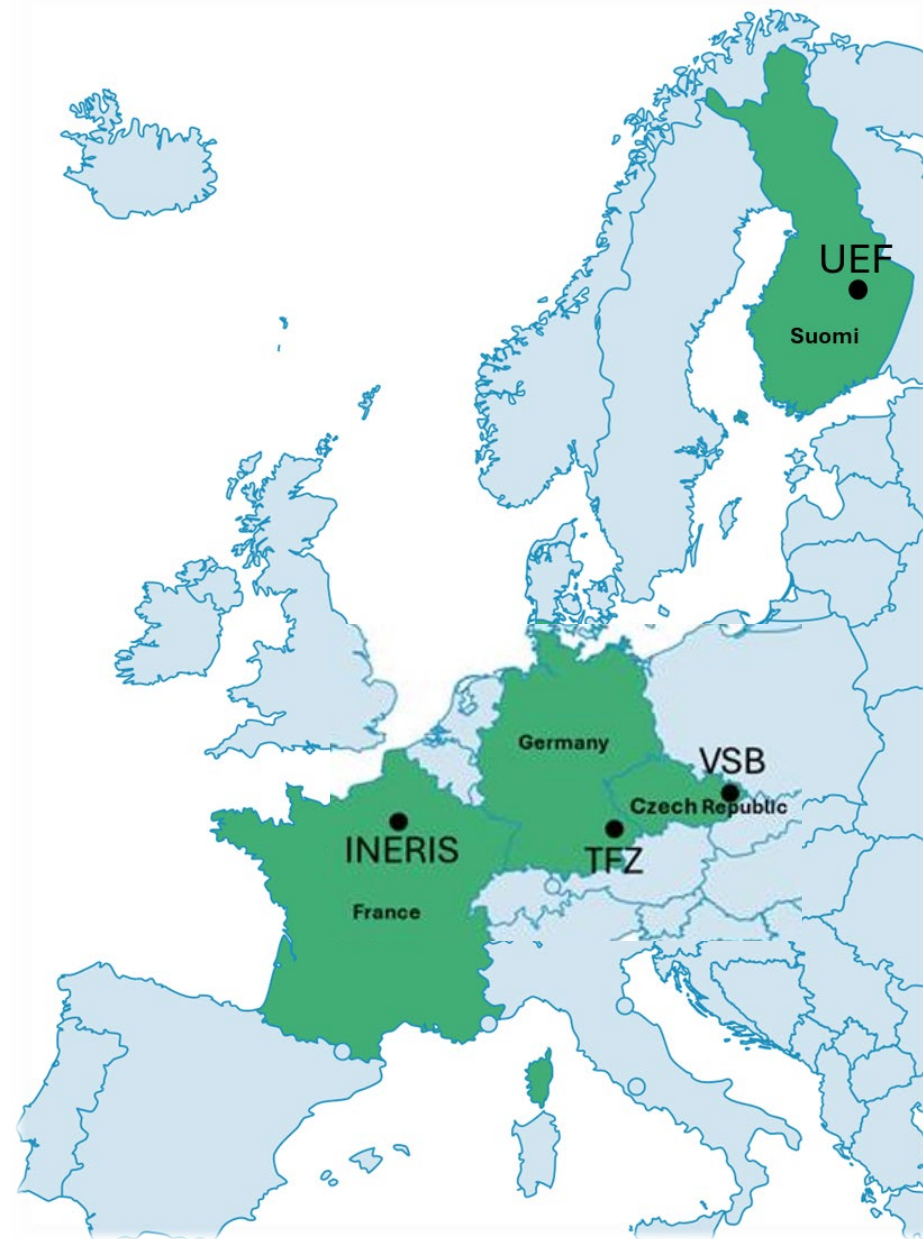 UEF
Suomi
Germany
VSB
Czech Republic
INERIS
TFZ
France